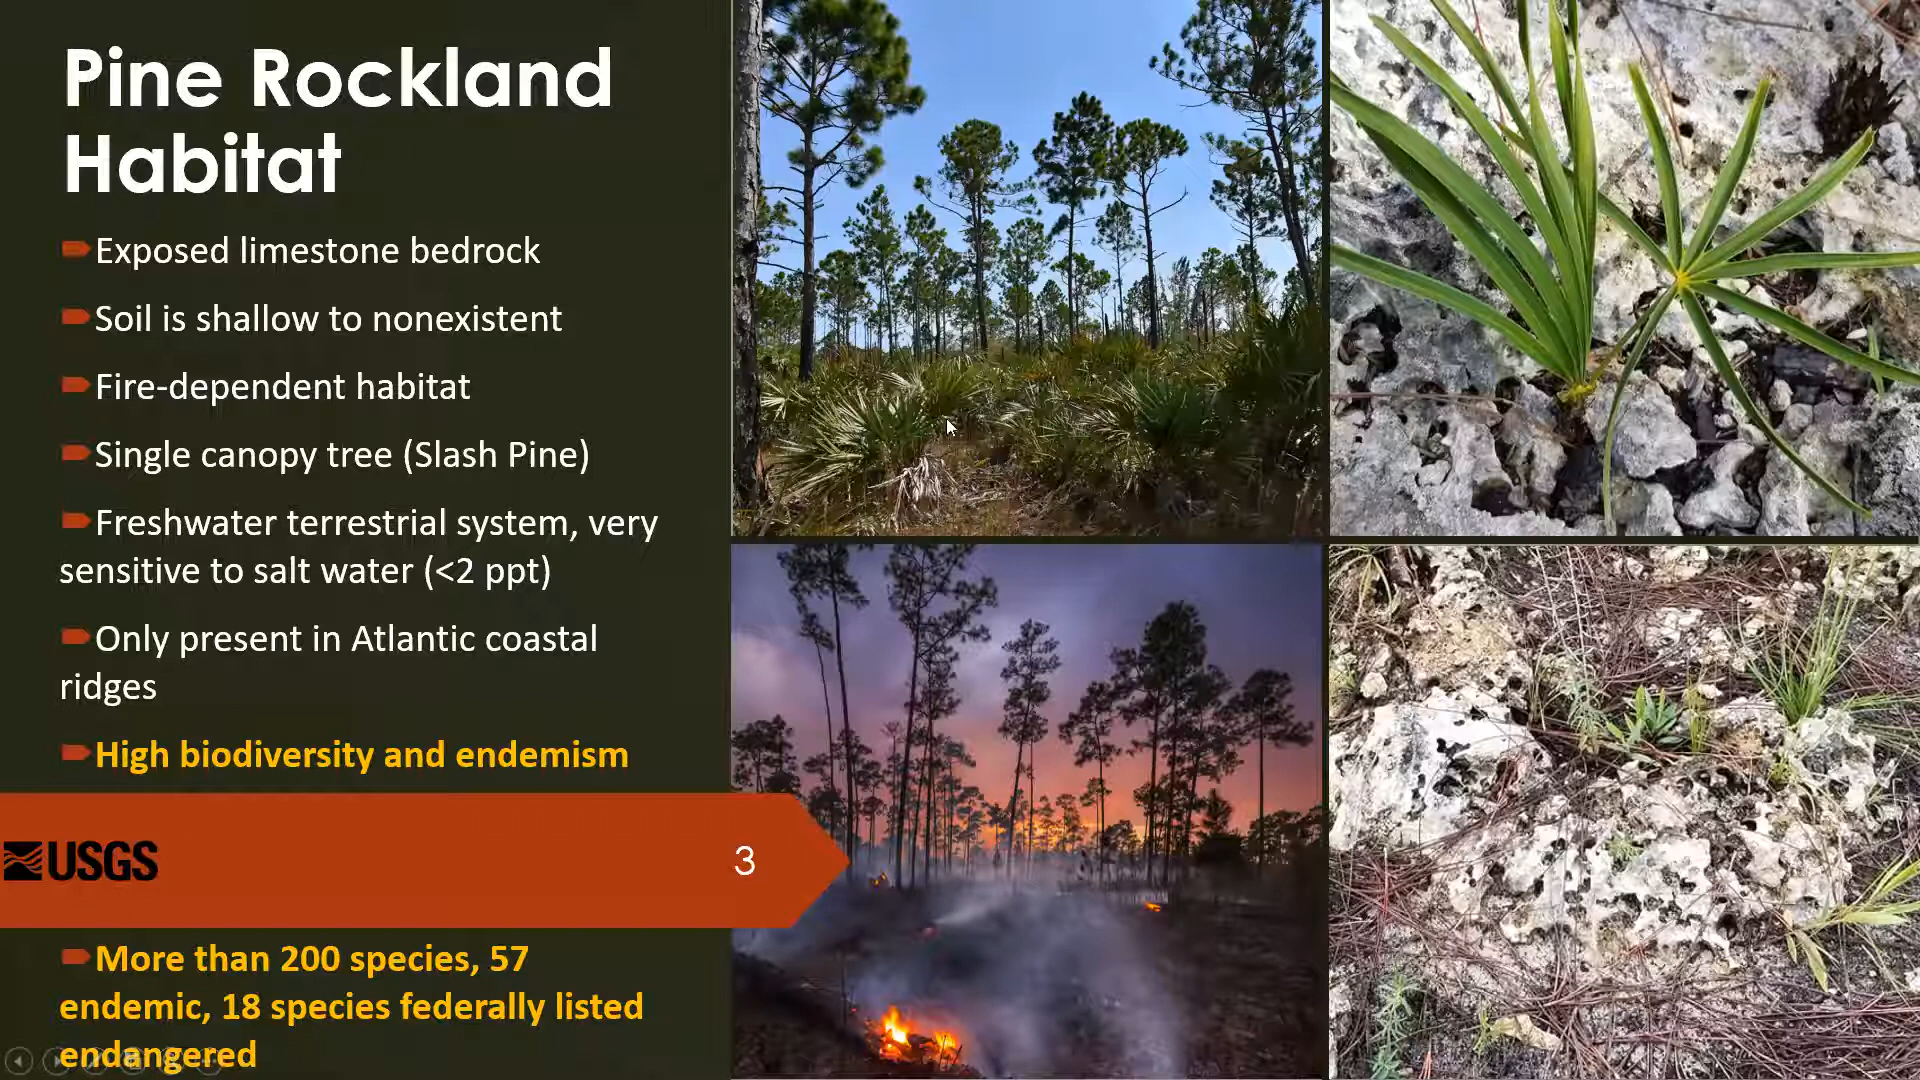 Pine Rockland
Habitat
Exposed limestone bedrock
Soil is shallow to nonexistent
Fire-dependent habitat
Single canopy tree (Slash Pine)
Freshwater terrestrial system, very
sensitive to salt water (<2 ppt)
Only present in Atlantic coastal
ridges
High biodiversity and endemism
USGS
3
More than 200 species, 57
endemic, 18 species federally listed
endangered